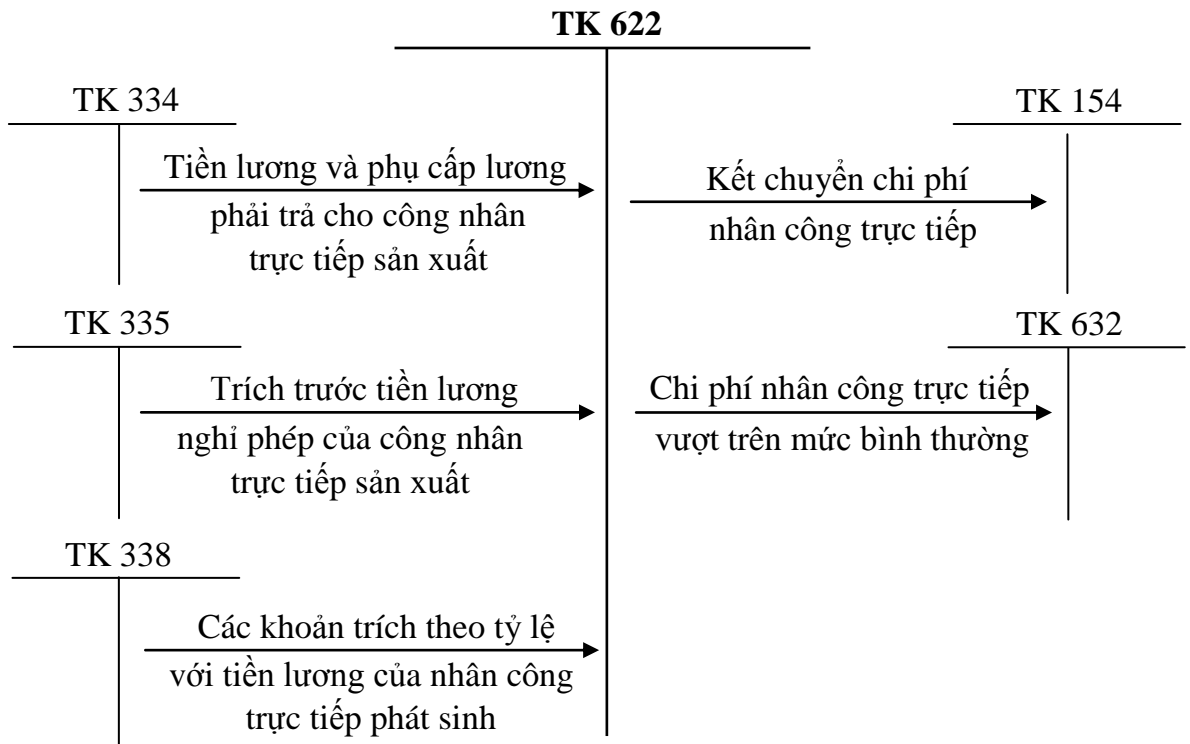 TK 622
TK 334
Tiền lương và phụ cấp lương
phải trả cho công nhân
trực tiếp sản xuất
TK 335
Trích trước tiền lương
nghỉ phép của công nhân
trực tiếp sản xuất
TK 338
Các khoản trích theo tỷ lệ
với tiền lương của nhân công
trực tiếp phát sinh
TK 154
Kết chuyển chi phí
nhân công trực tiếp
TK 632
Chi phí nhân công trực tiếp
vượt trên mức bình thường